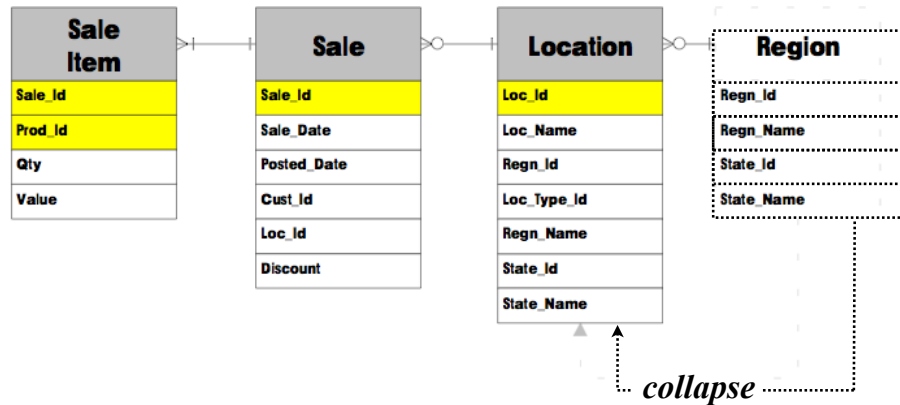 Sale
Item
Sale_Id
Prod_Id
Qty
Value
Sale
Sale_Id
Sale_Date
Posted_Date
Cust_Id
Loc_Id
Discount
Location
Loc_Id
Loc_Name
Regn_Id
Loc_Type_Id
Regn_Name
State_Id
State_Name
Region
Regn_Id
Regn_Name
State_Id
State_Name
collapse